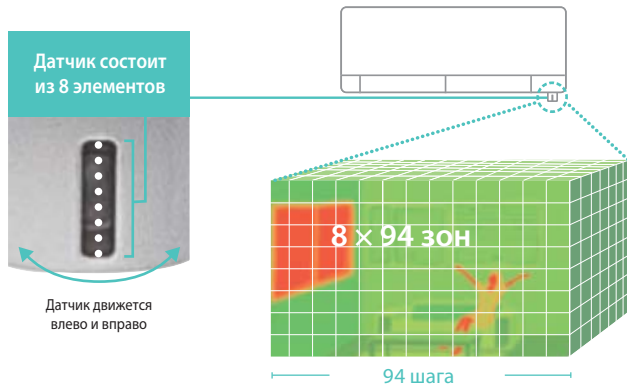 Датчик состоит
из 8 элементов
8 × 94 зон
Датчик движется
влево и вправо
94 шага